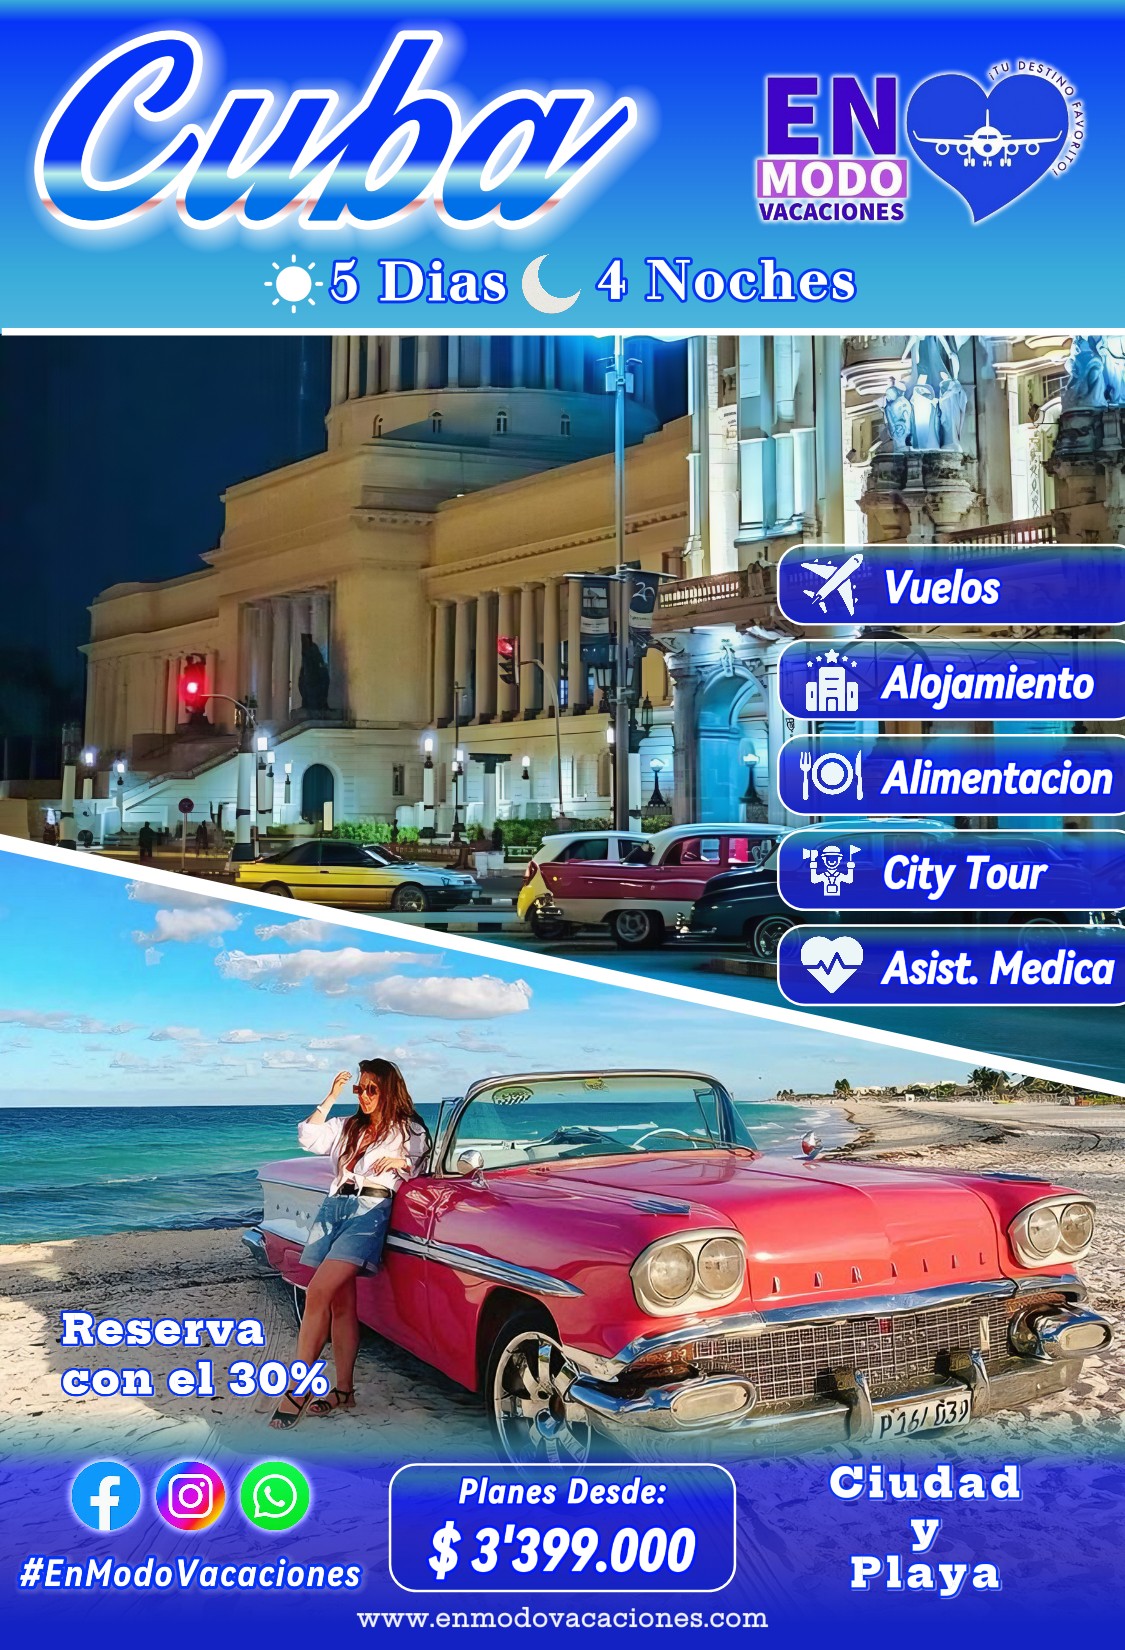 Cuba
EN
MODO
VACACIONES
¡TU DESTINO FAVORITO!
5 Dias 4 Noches
Vuelos
Alojamiento
Alimentacion
City Tour
Asist. Medica
Reserva
con el 30%
P 167 039
#EnModoVacaciones
Planes Desde:
$ 3'399.000
Ciudad
y
Playa
www.enmodovacaciones.com